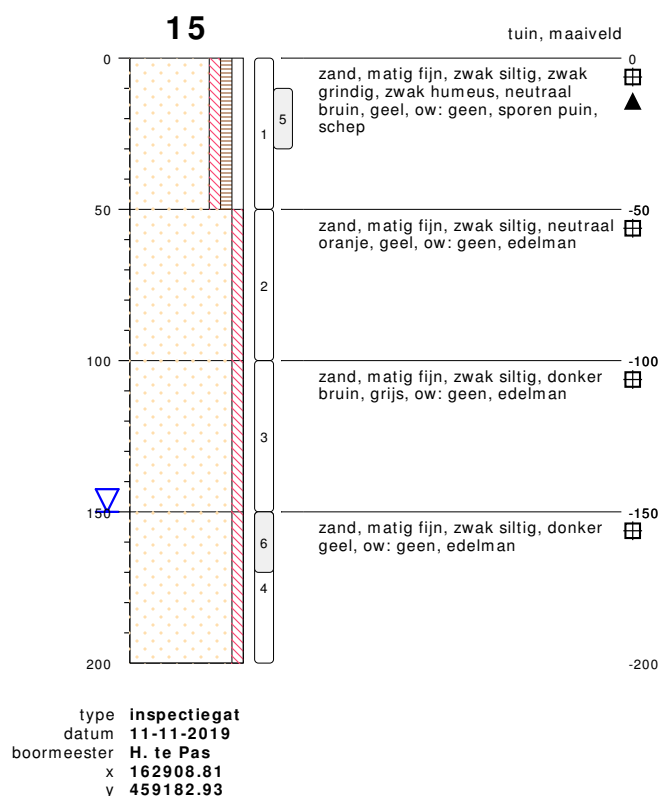 15
tuin, maaiveld
0
0
zand, matig fijn, zwak siltig, zwak
grindig, zwak humeus, neutraal
bruin, geel, ow: geen, sporen puin,
schep
5
1
50
-50
zand, matig fijn, zwak siltig, neutraal
oranje, geel, ow: geen, edelman
2
100
-100
zand, matig fijn, zwak siltig, donker
bruin, grijs, ow: geen, edelman
3
150
-150
zand, matig fijn, zwak siltig, donker
geel, ow: geen, edelman
6
4
200
-200
type inspectiegat
datum 11-11-2019
boormeester H. te Pas
x 162908.81
y 459182.93